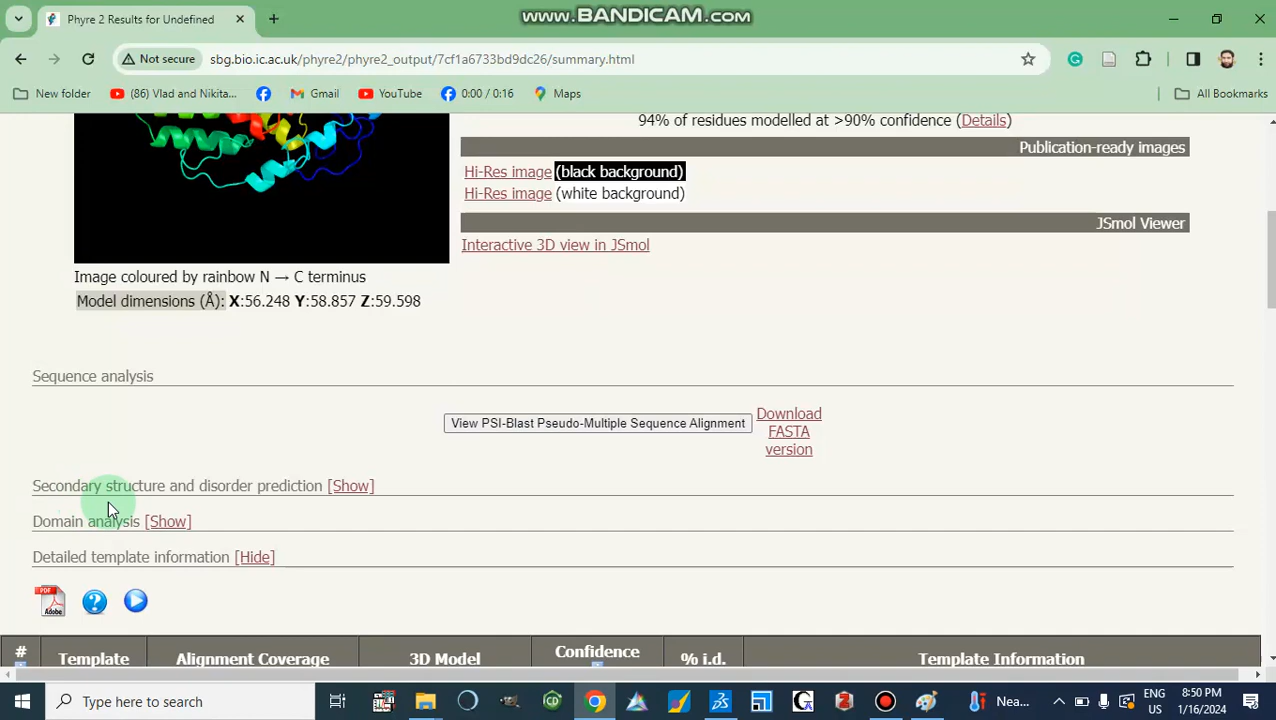 www.BANDICAM.com
Phyre 2 Results for Undefined
Not secure
sbg.bio.ic.ac.uk/phyre2/phyre2_output/7cf1a6733bd9dc26/summary.html
New folder
(86) Vlad and Nikita...
Gmail
YouTube
0:00 / 0:16
Maps
All Bookmarks
94% of residues modelled at >90% confidence (Details)
Publication-ready images
Hi-Res image (black background)
Hi-Res image (white background)
JSmol Viewer
Interactive 3D view in JSmol
Image coloured by rainbow N → C terminus
Model dimensions (Å): X:56.248 Y:58.857 Z:59.598
Sequence analysis
View PSI-Blast Pseudo-Multiple Sequence Alignment
Download
FASTA
version
Secondary structure and disorder prediction [Show]
Domain analysis [Show]
Detailed template information [Hide]
PDF
Adobe
?
# Template Alignment Coverage 3D Model Confidence % i.d. Template Information
Type here to search
CD
Nea...
ENG
US
8:50 PM
1/16/2024